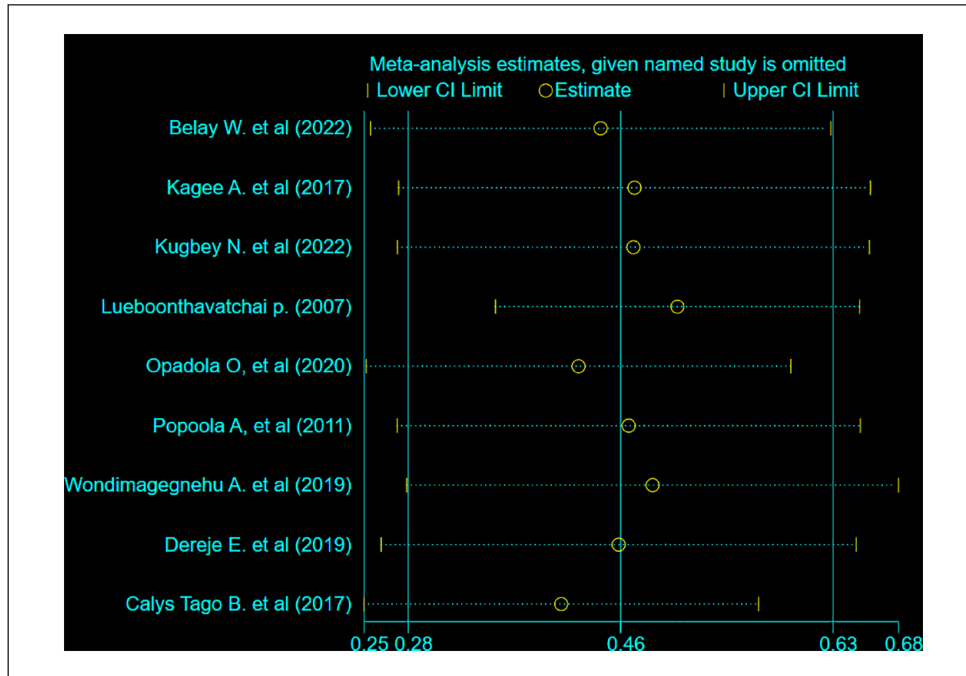 Meta-analysis estimates, given named study is omitted
Lower CI Limit Estimate Upper CI Limit
Belay W. et al (2022)
Kagee A. et al (2017)
Kugbey N. et al (2022)
Lueboonthavatchai p. (2007)
Opadola O, et al (2020)
Popoola A, et al (2011)
Wondimagegnehu A. et al (2019)
Dereje E. et al (2019)
Calys Tago B. et al (2017)
0.25 0.28 0.46 0.63 0.68